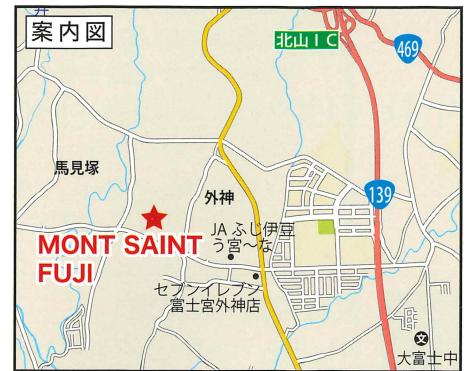 案内図
北山IC
469
馬見塚
外神
139
JA ふじ伊豆
う宮~な
MONT SAINT
FUJI
セブンイレブン
富士宮外神店
文
大富士中